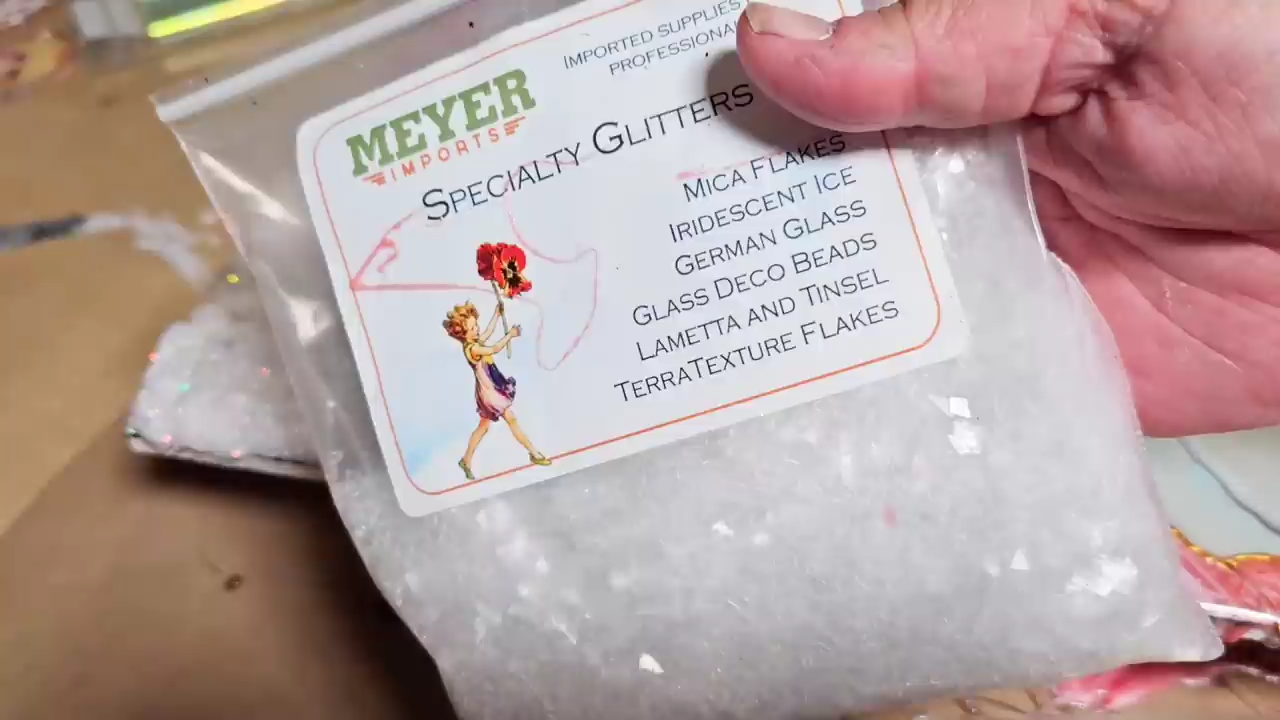 IMPORTED SUPPLIES
PROFESSIONA
MEYER
IMPORTS
SPECIALTY GLITTERS
MICA FLAKES
IRIDESCENT ICE
GERMAN GLASS
GLASS DECO BEADS
LAMETTA AND TINSEL
TERRATEXTURE FLAKES